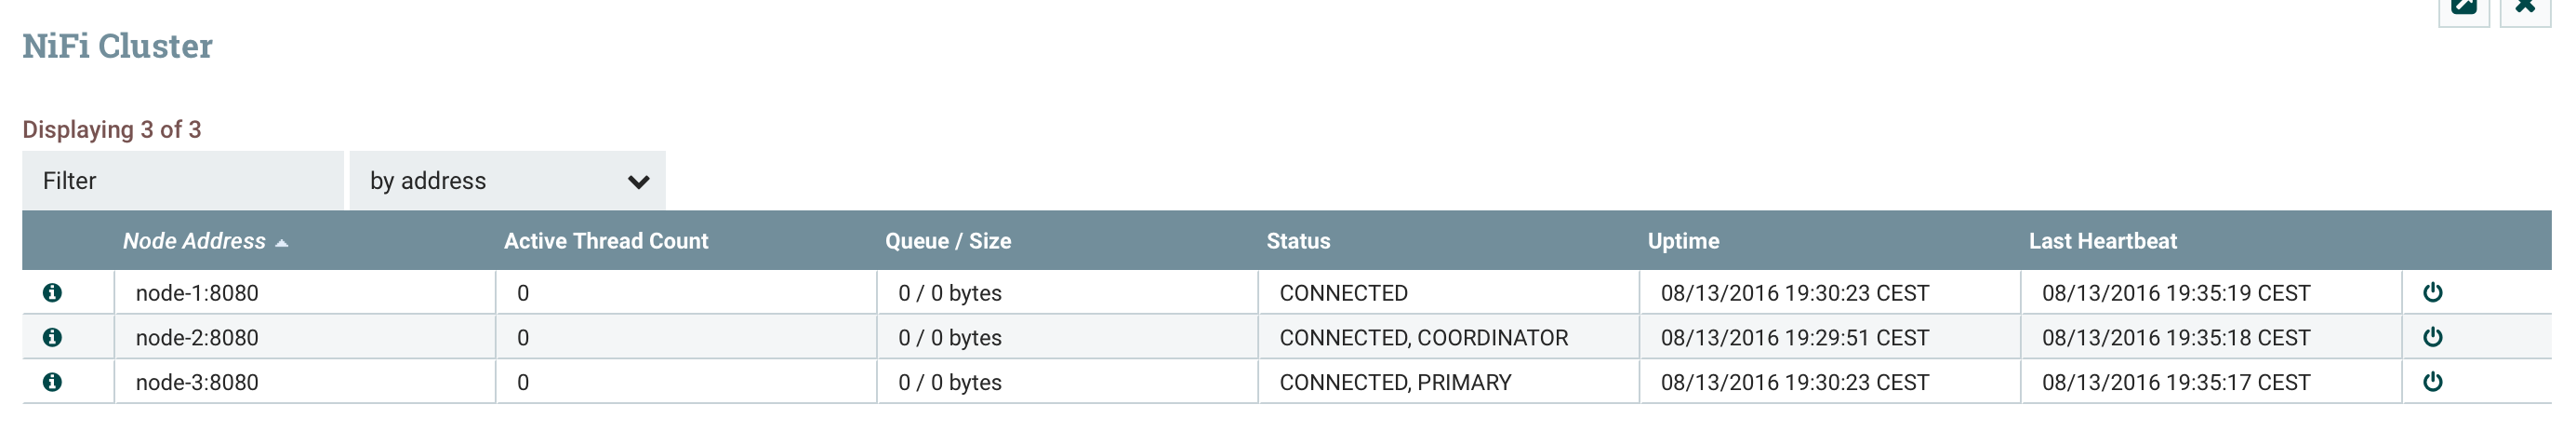 NiFi Cluster
Displaying 3 of 3
Filter by address
Node Address Active Thread Count Queue / Size Status Uptime Last Heartbeat
node-1:8080 0 0 / 0 bytes CONNECTED 08/13/2016 19:30:23 CEST 08/13/2016 19:35:19 CEST
node-2:8080 0 0 / 0 bytes CONNECTED, COORDINATOR 08/13/2016 19:29:51 CEST 08/13/2016 19:35:18 CEST
node-3:8080 0 0 / 0 bytes CONNECTED, PRIMARY 08/13/2016 19:30:23 CEST 08/13/2016 19:35:17 CEST